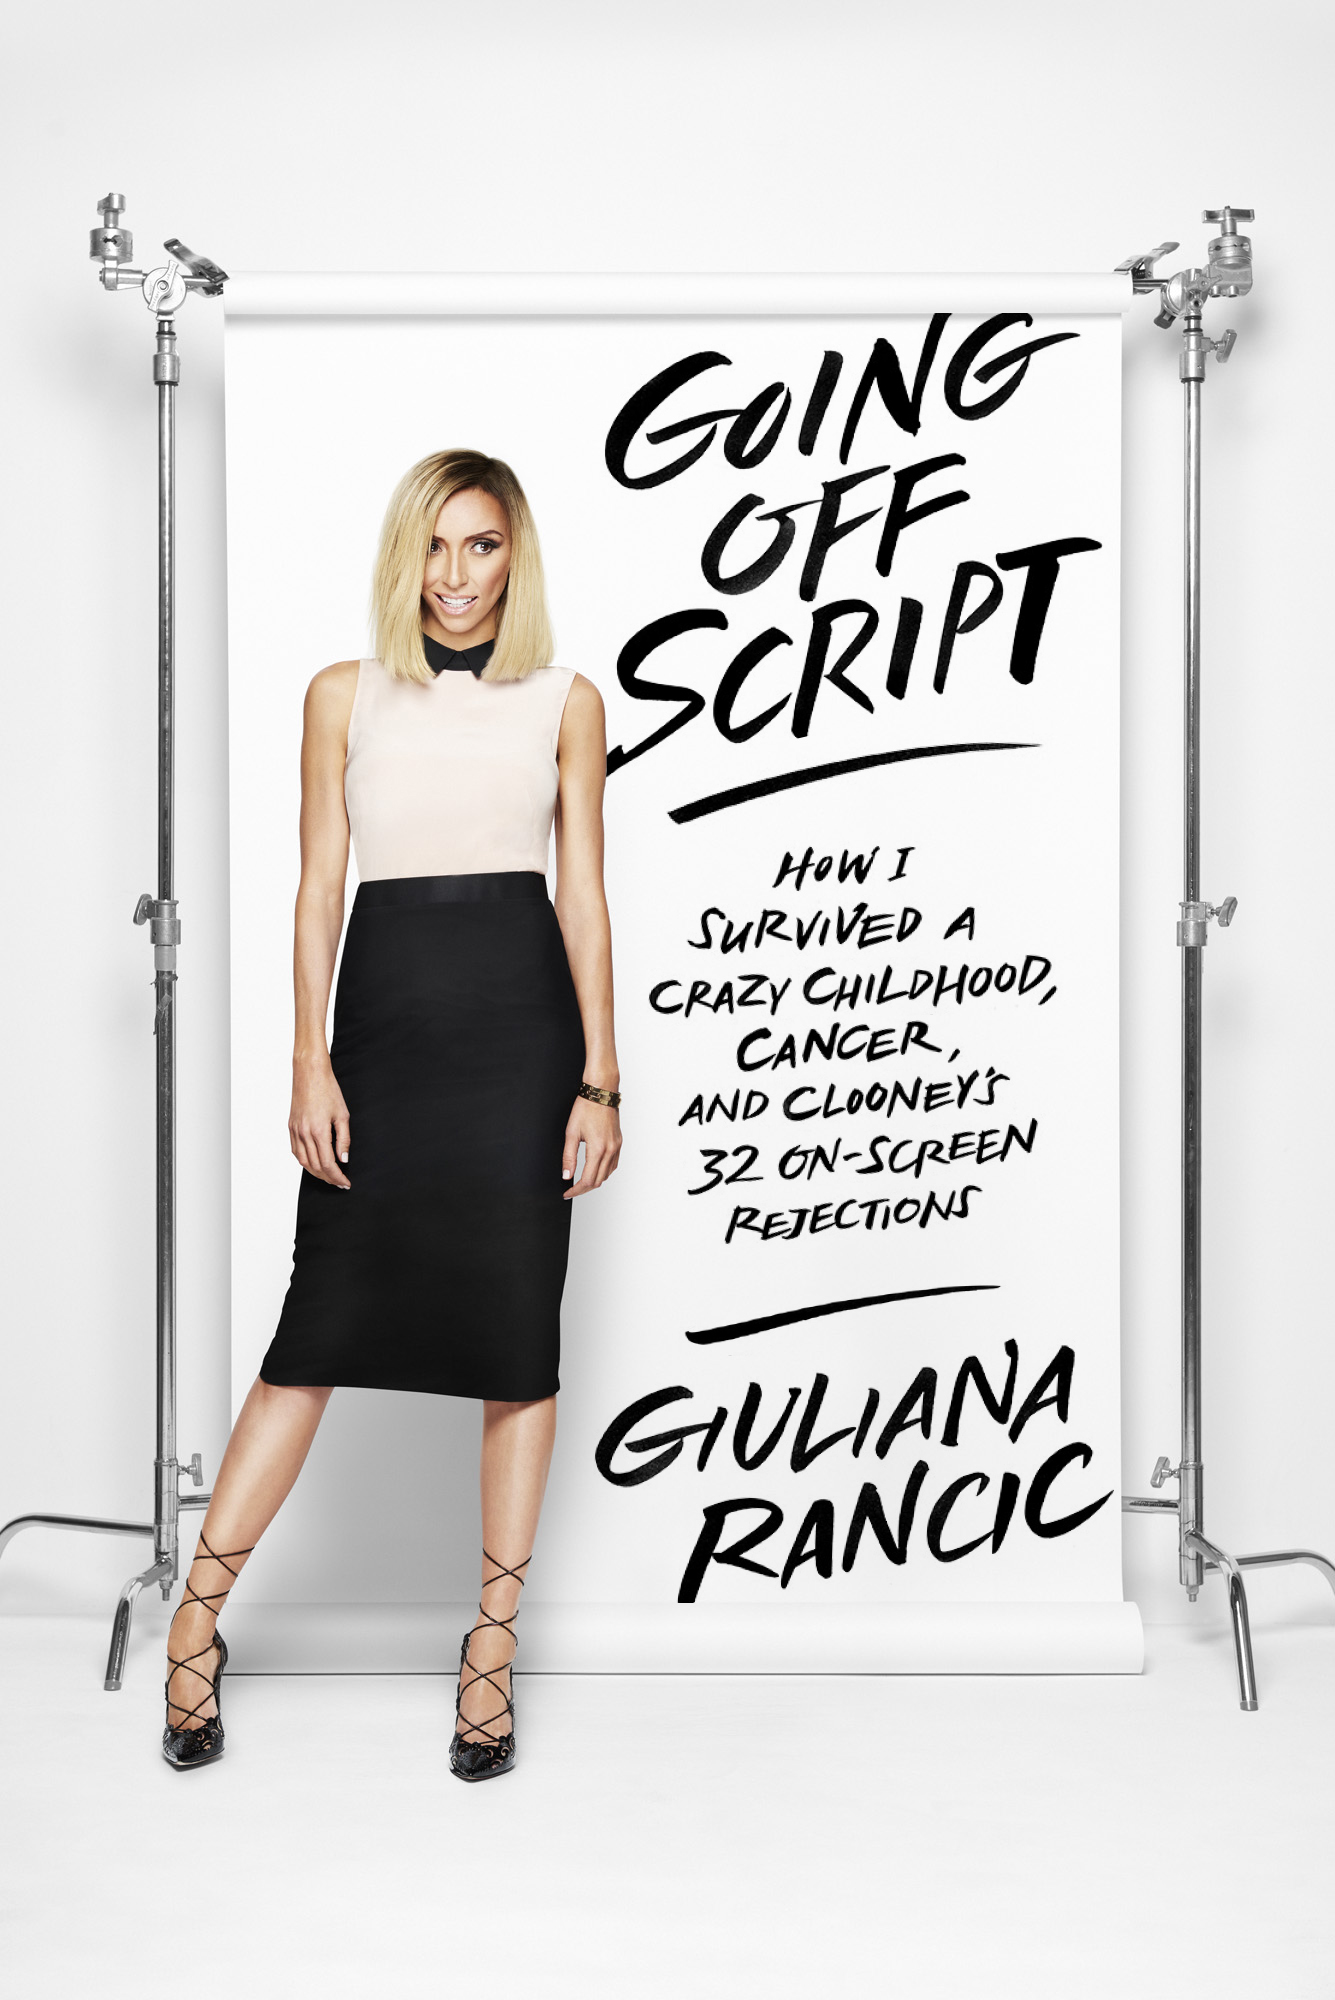 GOING
OFF
SCRIPT
HOW I
SURVIVED A
CRAZY CHILDHOOD,
CANCER,
AND CLOONEY'S
32 ON-SCREEN
REJECTIONS
GIULIANA
RANCIC